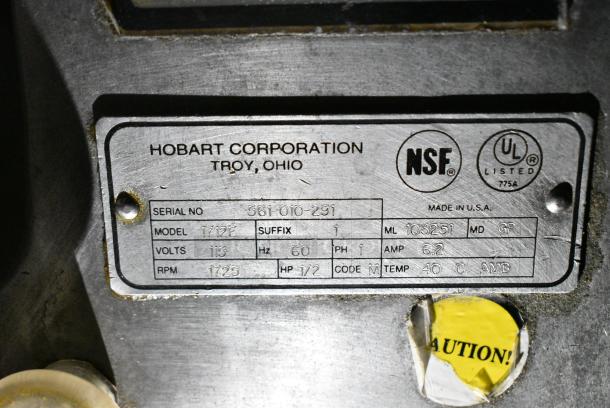 HOBART CORPORATION
TROY, OHIO
NSF®
UL®
LISTED
775A
SERIAL NO 561-010-291
MADE IN U.S.A.
MODEL 1712E SUFFIX 1 ML 103251 MD
VOLTS 115 Hz 60 PH 1 AMP 6.2
RPM 1725 HP 1/2 CODE M TEMP 40 C AMB
AUTION!